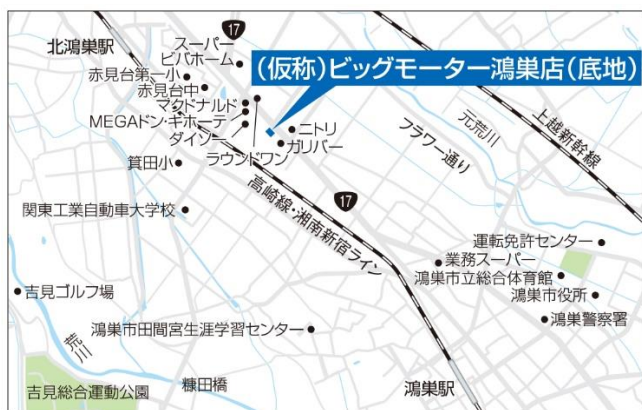 北鴻巣駅
17
スーパー
ビバホーム
赤見台第一小
赤見台中
マクドナルド
MEGAドン・キホーテ
ダイソー
ラウンドワン
(仮称)ビッグモーター鴻巣店(底地)
ニトリ
ガリバー
フラワー通り
元荒川
上越新幹線
箕田小
関東工業自動車大学校
高崎線・湘南新宿ライン
17
運転免許センター
業務スーパー
鴻巣市立総合体育館
鴻巣市役所
鴻巣警察署
吉見ゴルフ場
荒川
鴻巣市田間宮生涯学習センター
吉見総合運動公園
糠田橋
鴻巣駅